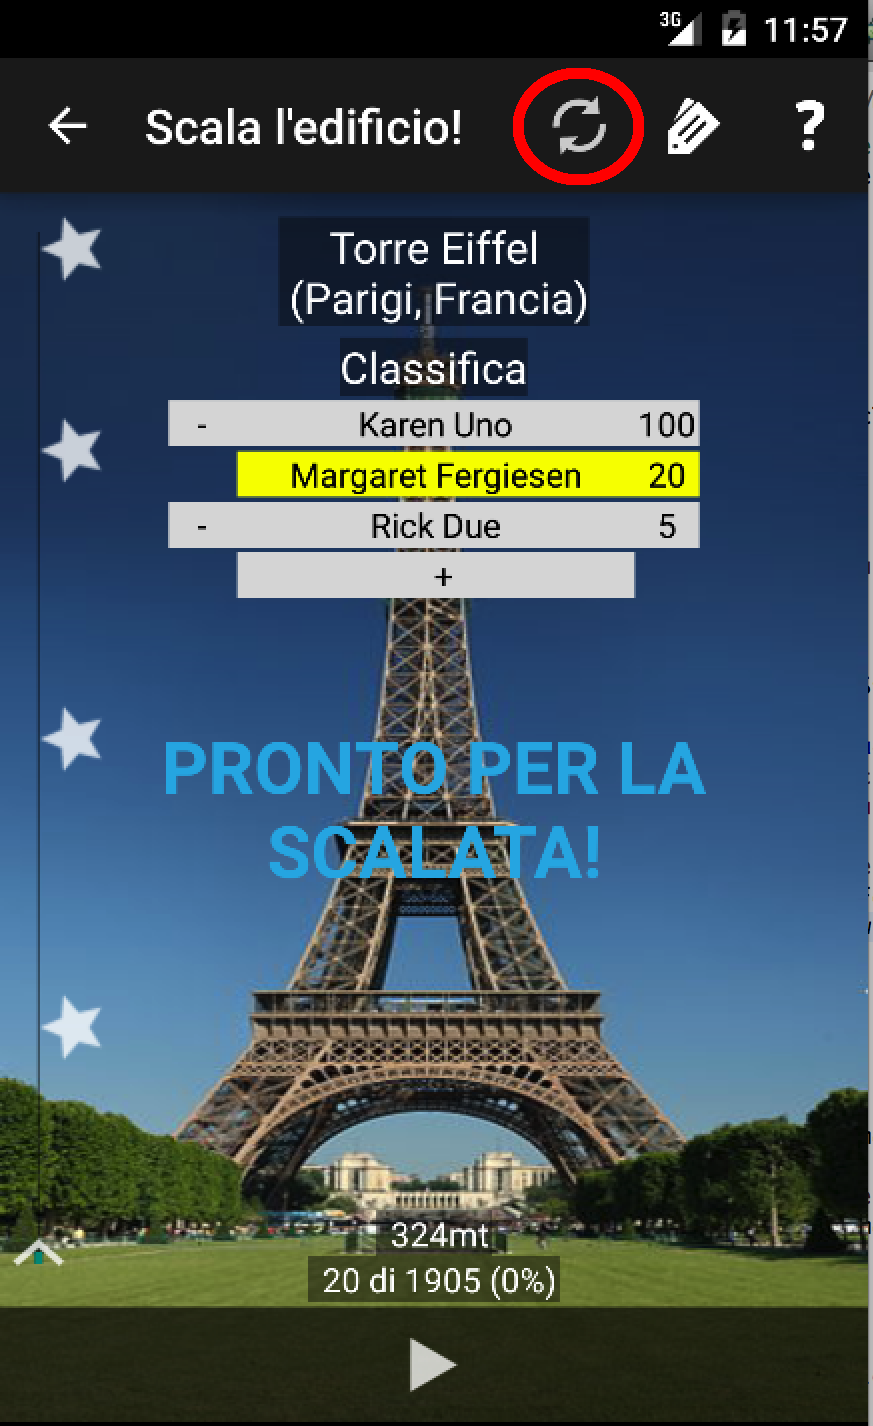 3G 11:57
Scala l'edificio! ?
Torre Eiffel
(Parigi, Francia)
Classifica
- Karen Uno 100
Margaret Fergiesen 20
- Rick Due 5
+
PRONTO PER LA
SCALATA!
324mt
20 di 1905 (0%)